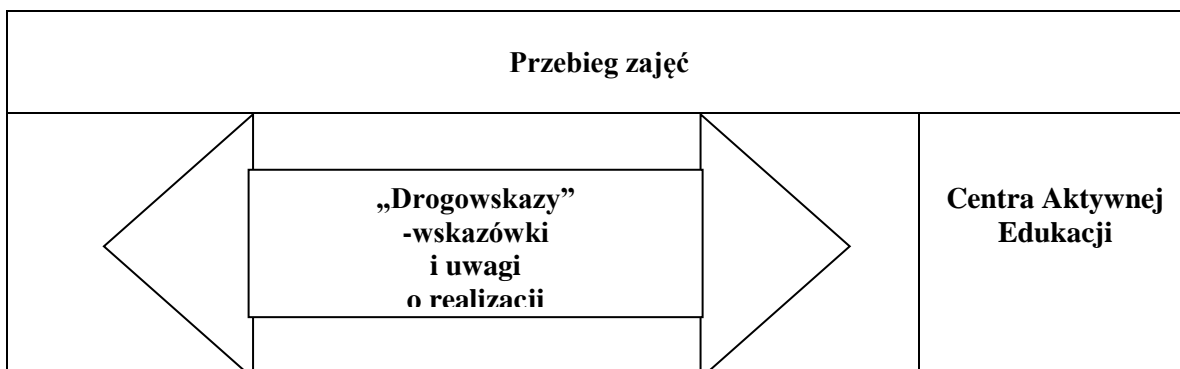 Przebieg zajęć
„Drogowskazy”
-wskazówki
i uwagi
o realizacji
Centra Aktywnej
Edukacji